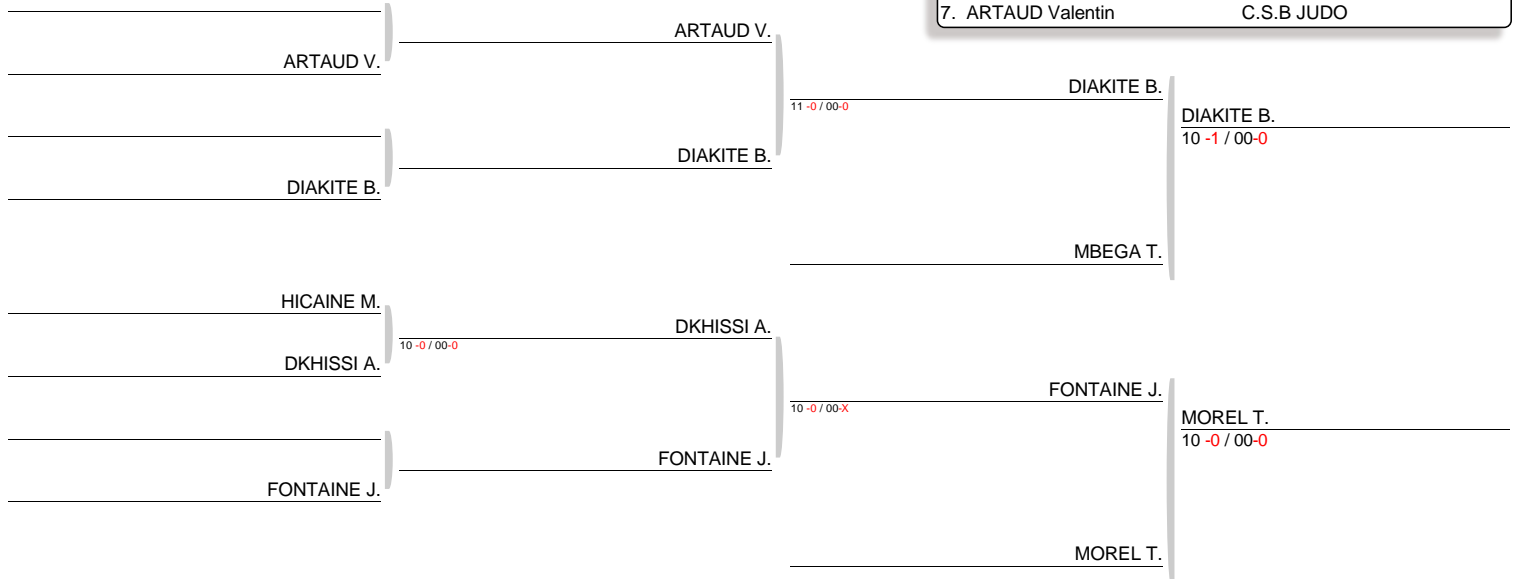 7. ARTAUD Valentin C.S.B JUDO
ARTAUD V.
ARTAUD V.
DIAKITE B.
11 -0 / 00-0
DIAKITE B.
10 -1 / 00-0
DIAKITE B.
DIAKITE B.
MBEGA T.
HICAINE M.
DKHISSI A.
10 -0 / 00-0
DKHISSI A.
FONTAINE J.
10 -0 / 00-X
MOREL T.
10 -0 / 00-0
FONTAINE J.
FONTAINE J.
MOREL T.